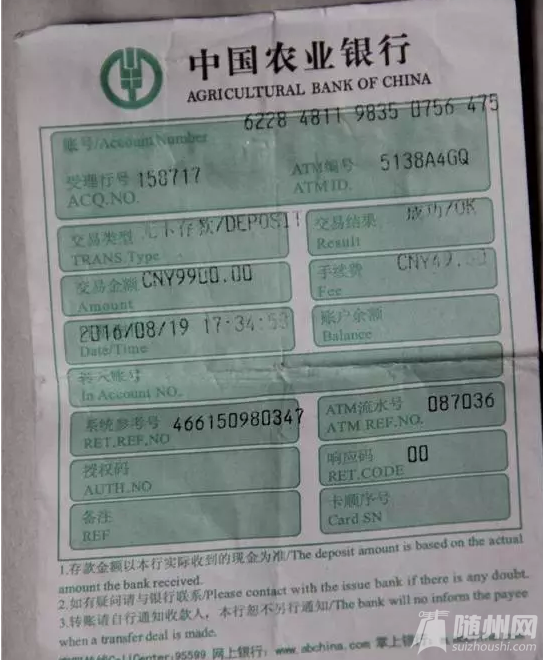 中国农业银行
AGRICULTURAL BANK OF CHINA
账号/Account Number 6228 4811 9835 0756 475
受理行号 158717 ATM编号 5138A4GQ
ACQ.NO. ATM ID.
交易类型 无卡存款/DEPOSIT 交易结果 成功/OK
TRANS Type Result
交易金额 CNY9900.00 手续费 CNY49.50
Amount Fee
2016/08/19 17:34:53 账户余额
Date/Time Balance
转入账号
In Account NO.
系统参考号 466150980347 ATM流水号 087036
RET.REF.NO ATM REF.NO.
授权码 响应码 00
AUTH.NO RET.CODE
备注 卡顺序号
REF Card SN
1.存款金额以本行实际收到的现金为准/The deposit amount is based on the actual
amount the bank received.
2.如有疑问请与银行联系/Please contact with the issue bank if there is any doubt.
3.转账请自行通知收款人，本行恕不另行通知/The bank will no inform the payee
when a transfer deal is made.
95599 网上银行: www.abchina.com 掌上银行
随州网
suizhoushi.com